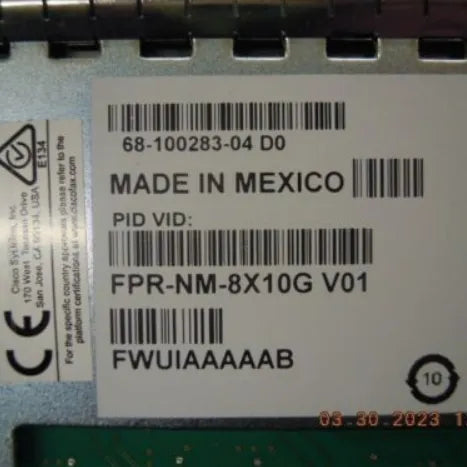 68-100283-04 D0
MADE IN MEXICO
PID VID:
FPR-NM-8X10G V01
FWUIAAAAAB
10
E134
Cisco Systems, Inc.
170 West Tasman Drive
San Jose, CA 95134, USA
For the specific country approvals please refer to the
platform certifications at www.ciscofax.com
CE
03.30.2023 1